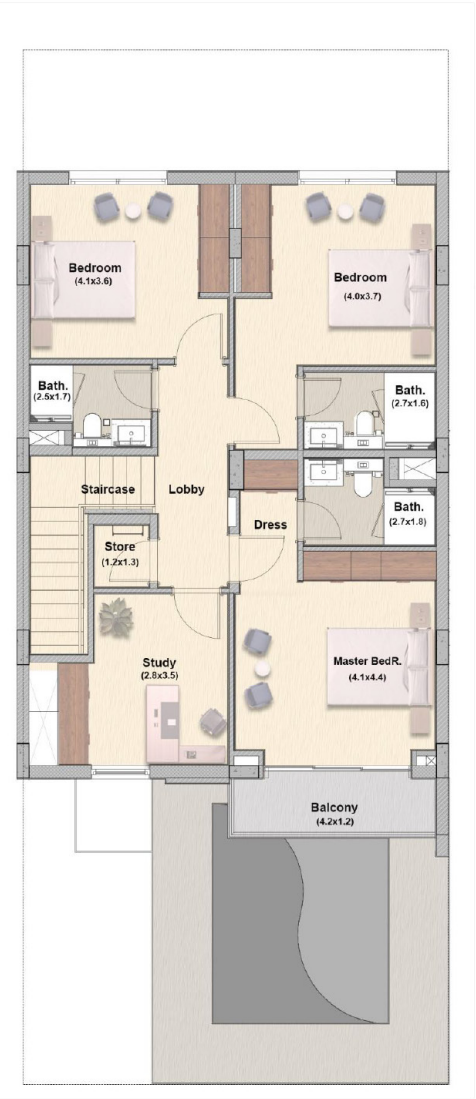 Bedroom
(4.1x3.6)
Bedroom
(4.0x3.7)
Bath.
(2.5x1.7)
Bath.
(2.7x1.6)
Staircase
Lobby
Bath.
(2.7x1.8)
Dress
Store
(1.2x1.3)
Study
(2.8x3.5)
Master BedR.
(4.1x4.4)
Balcony
(4.2x1.2)